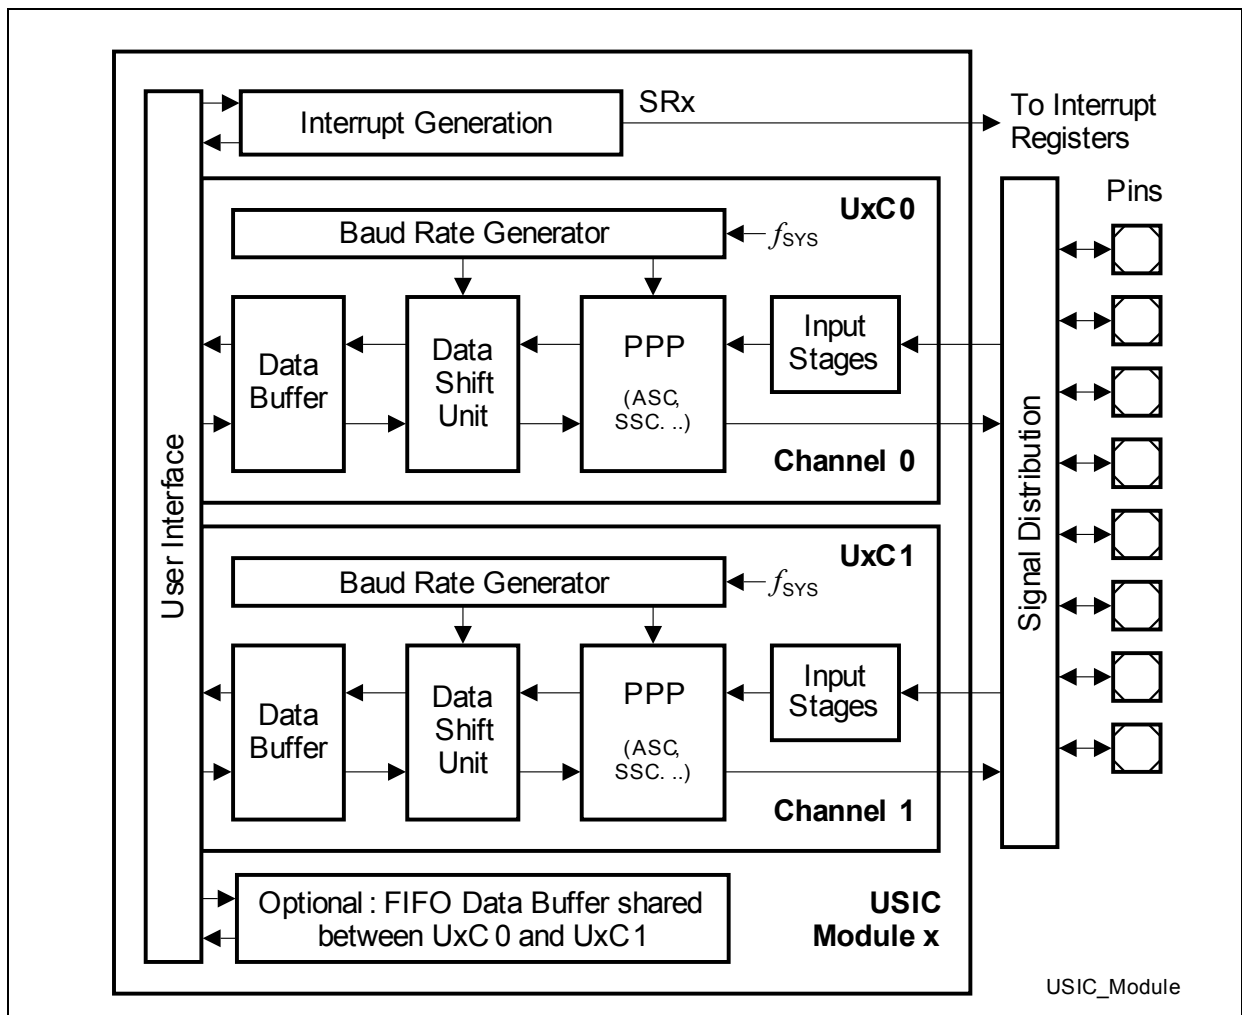 SRx
Interrupt Generation
To Interrupt
Registers
UxC0
Pins
Baud Rate Generator
fSYS
Data
Buffer
Data
Shift
Unit
PPP
(ASC,
SSC. ..)
Input
Stages
Channel 0
User Interface
Signal Distribution
UxC1
Baud Rate Generator
fSYS
Data
Buffer
Data
Shift
Unit
PPP
(ASC,
SSC. ..)
Input
Stages
Channel 1
Optional : FIFO Data Buffer shared
between UxC0 and UxC1
USIC
Module x
USIC_Module